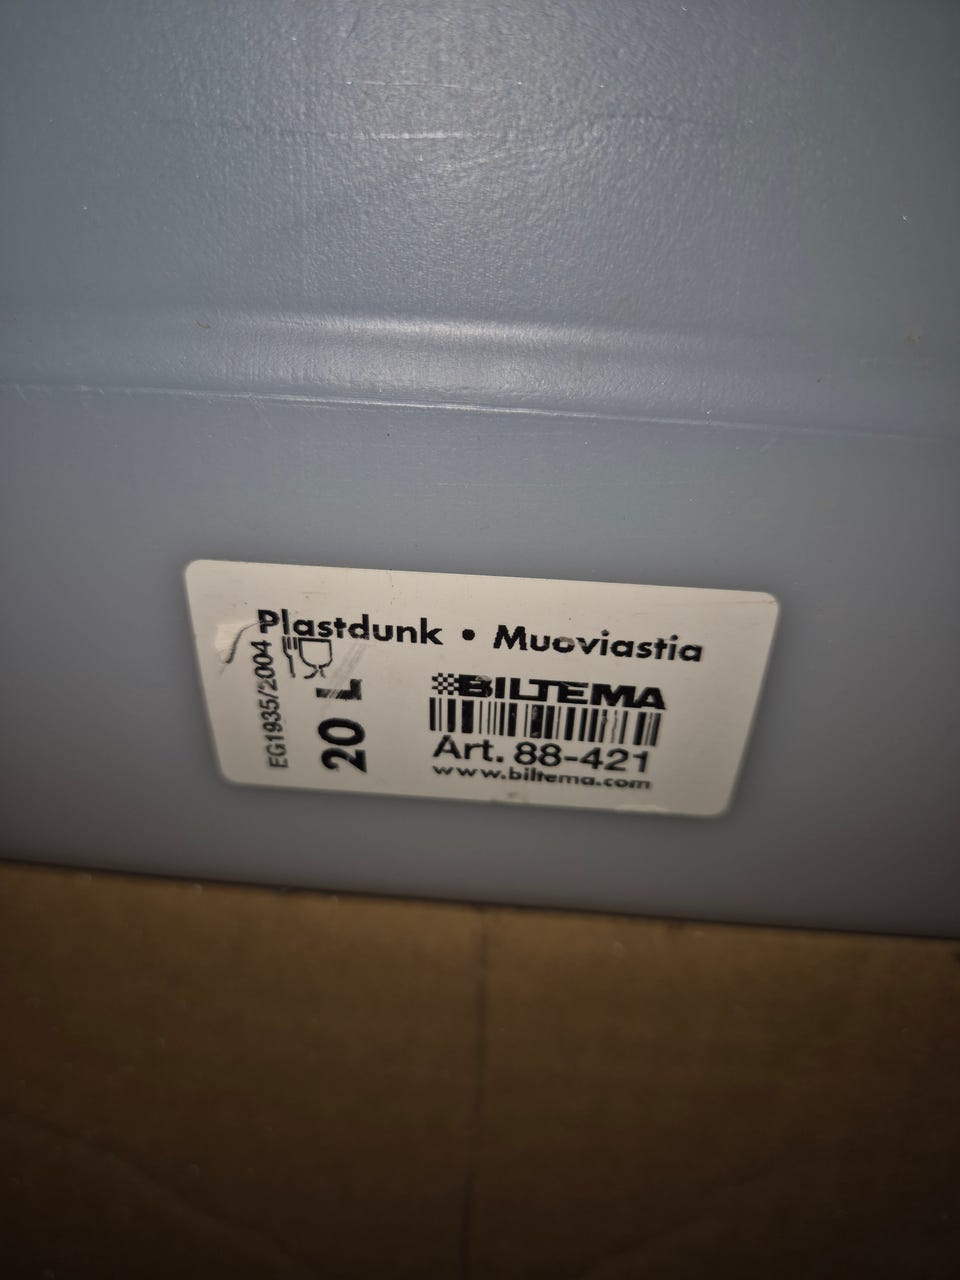 Plastdunk • Muoviastia
EG1935/2004
20 L
BILTEMA
Art. 88-421
www.biltema.com